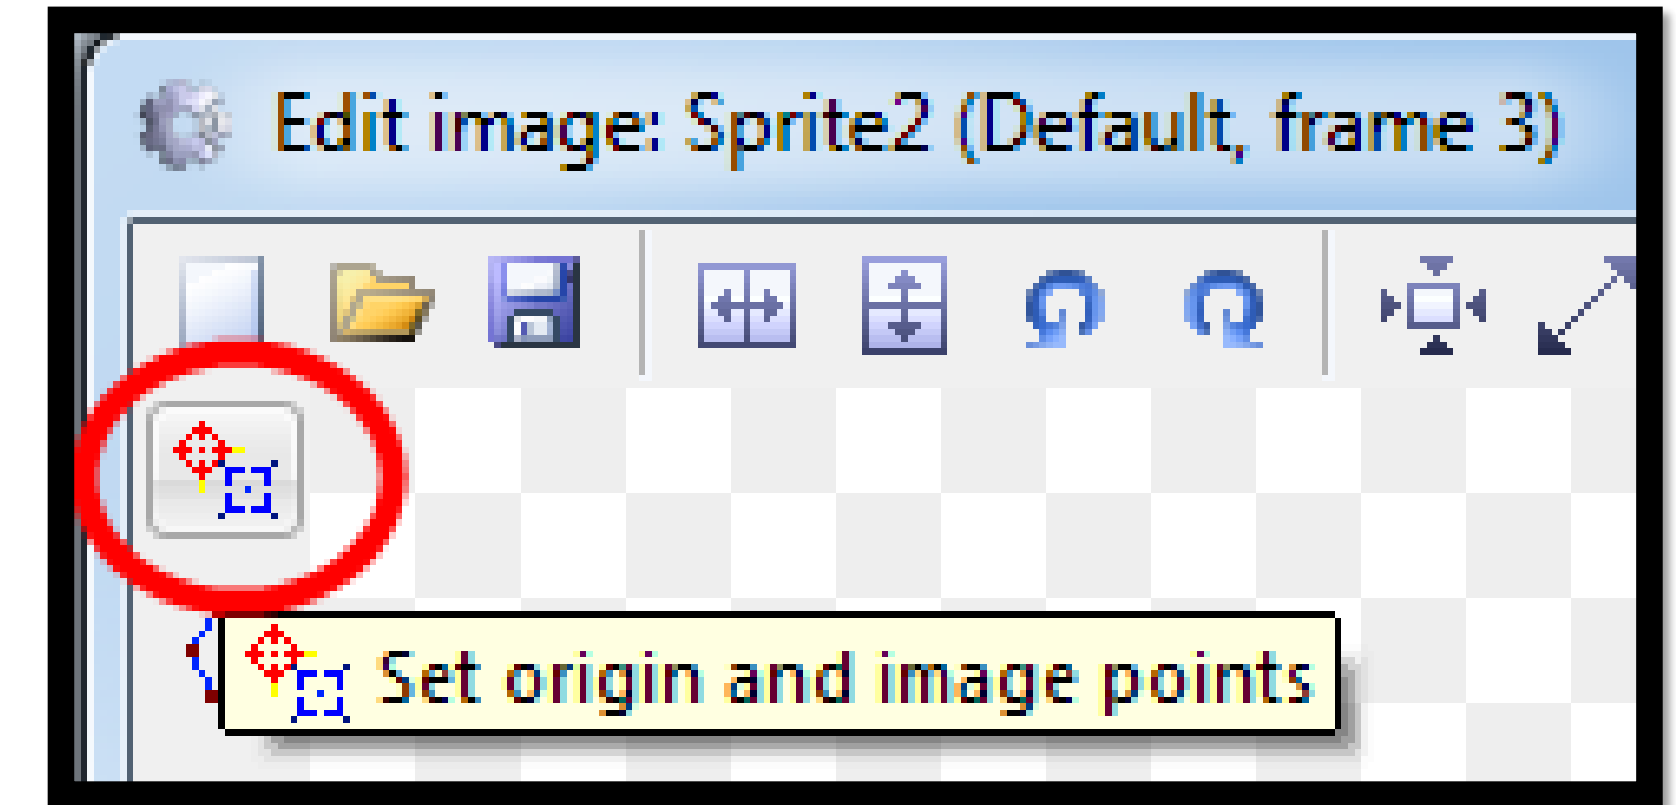 Edit image: Sprite2 (Default, frame 3)
Set origin and image points